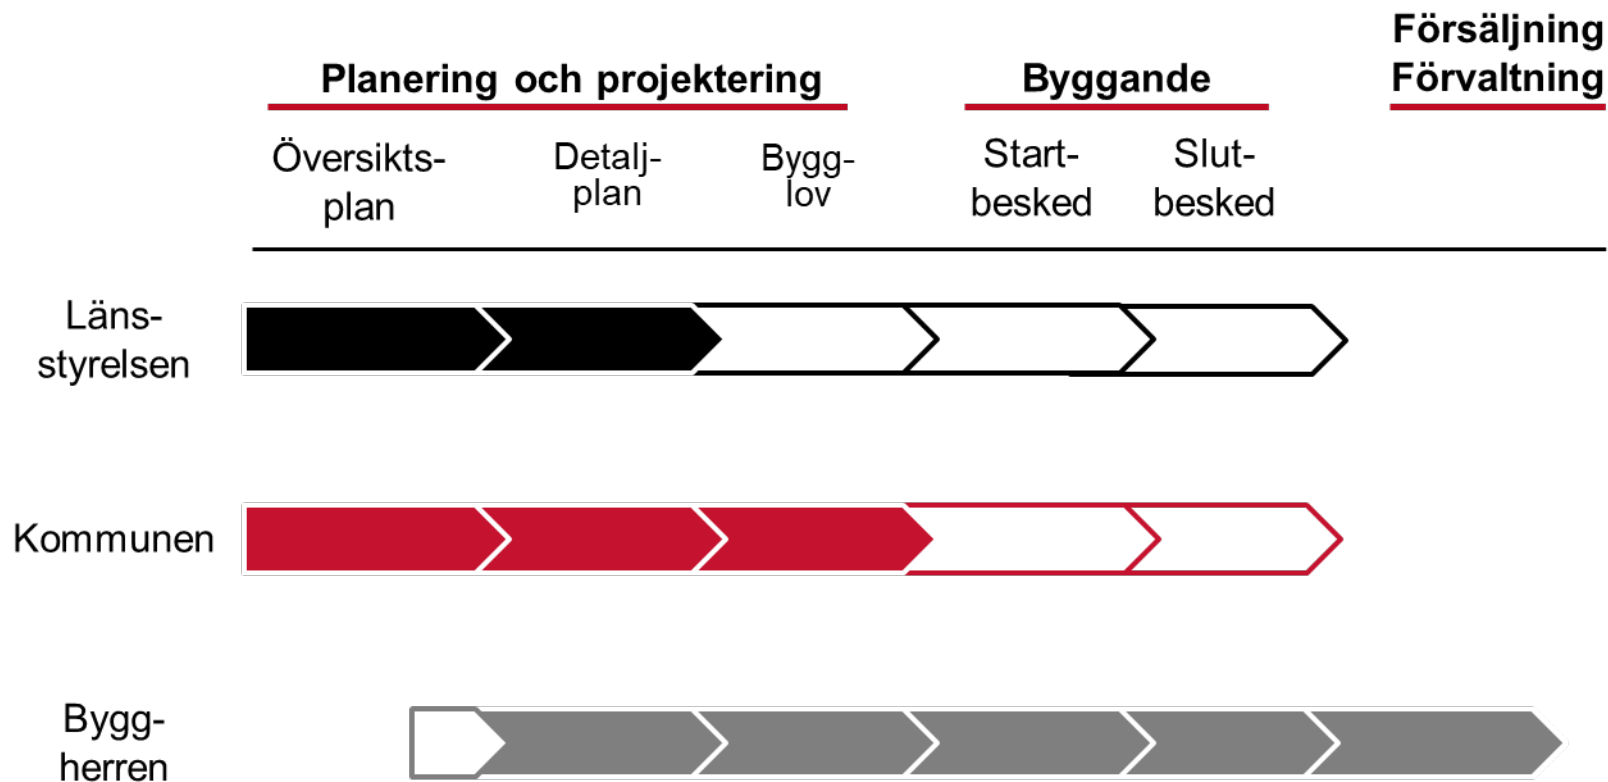 Försäljning
Förvaltning
Planering och projektering
Byggande
Översikts-
plan
Detalj-
plan
Bygg-
lov
Start-
besked
Slut-
besked
Läns-
styrelsen
Kommunen
Bygg-
herren